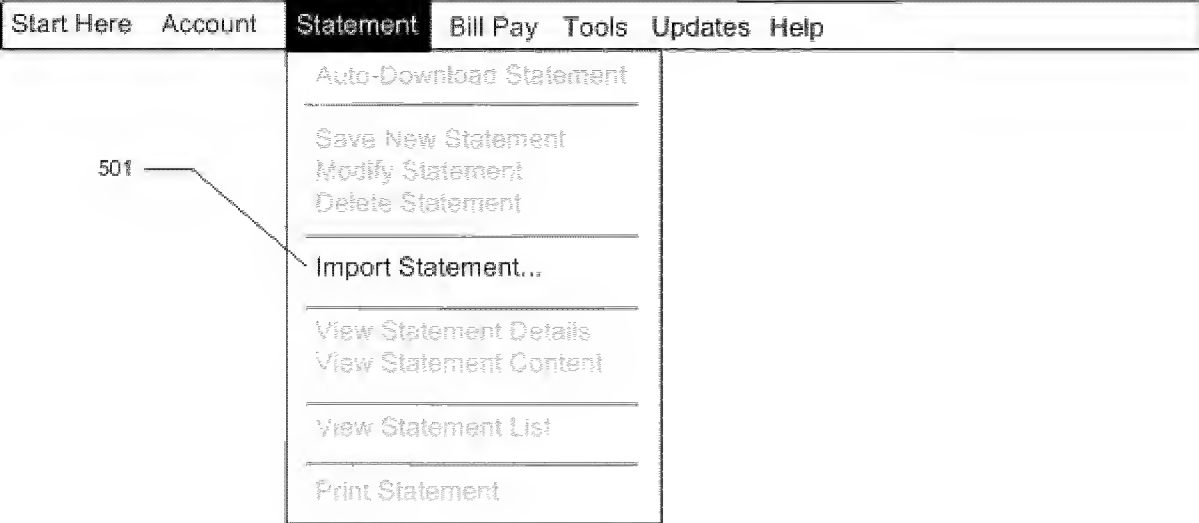 Start Here Account Statement Bill Pay Tools Updates Help
Auto-Download Statement
Save New Statement
Modify Statement
Delete Statement
501
Import Statement...
View Statement Details
View Statement Content
View Statement List
Print Statement